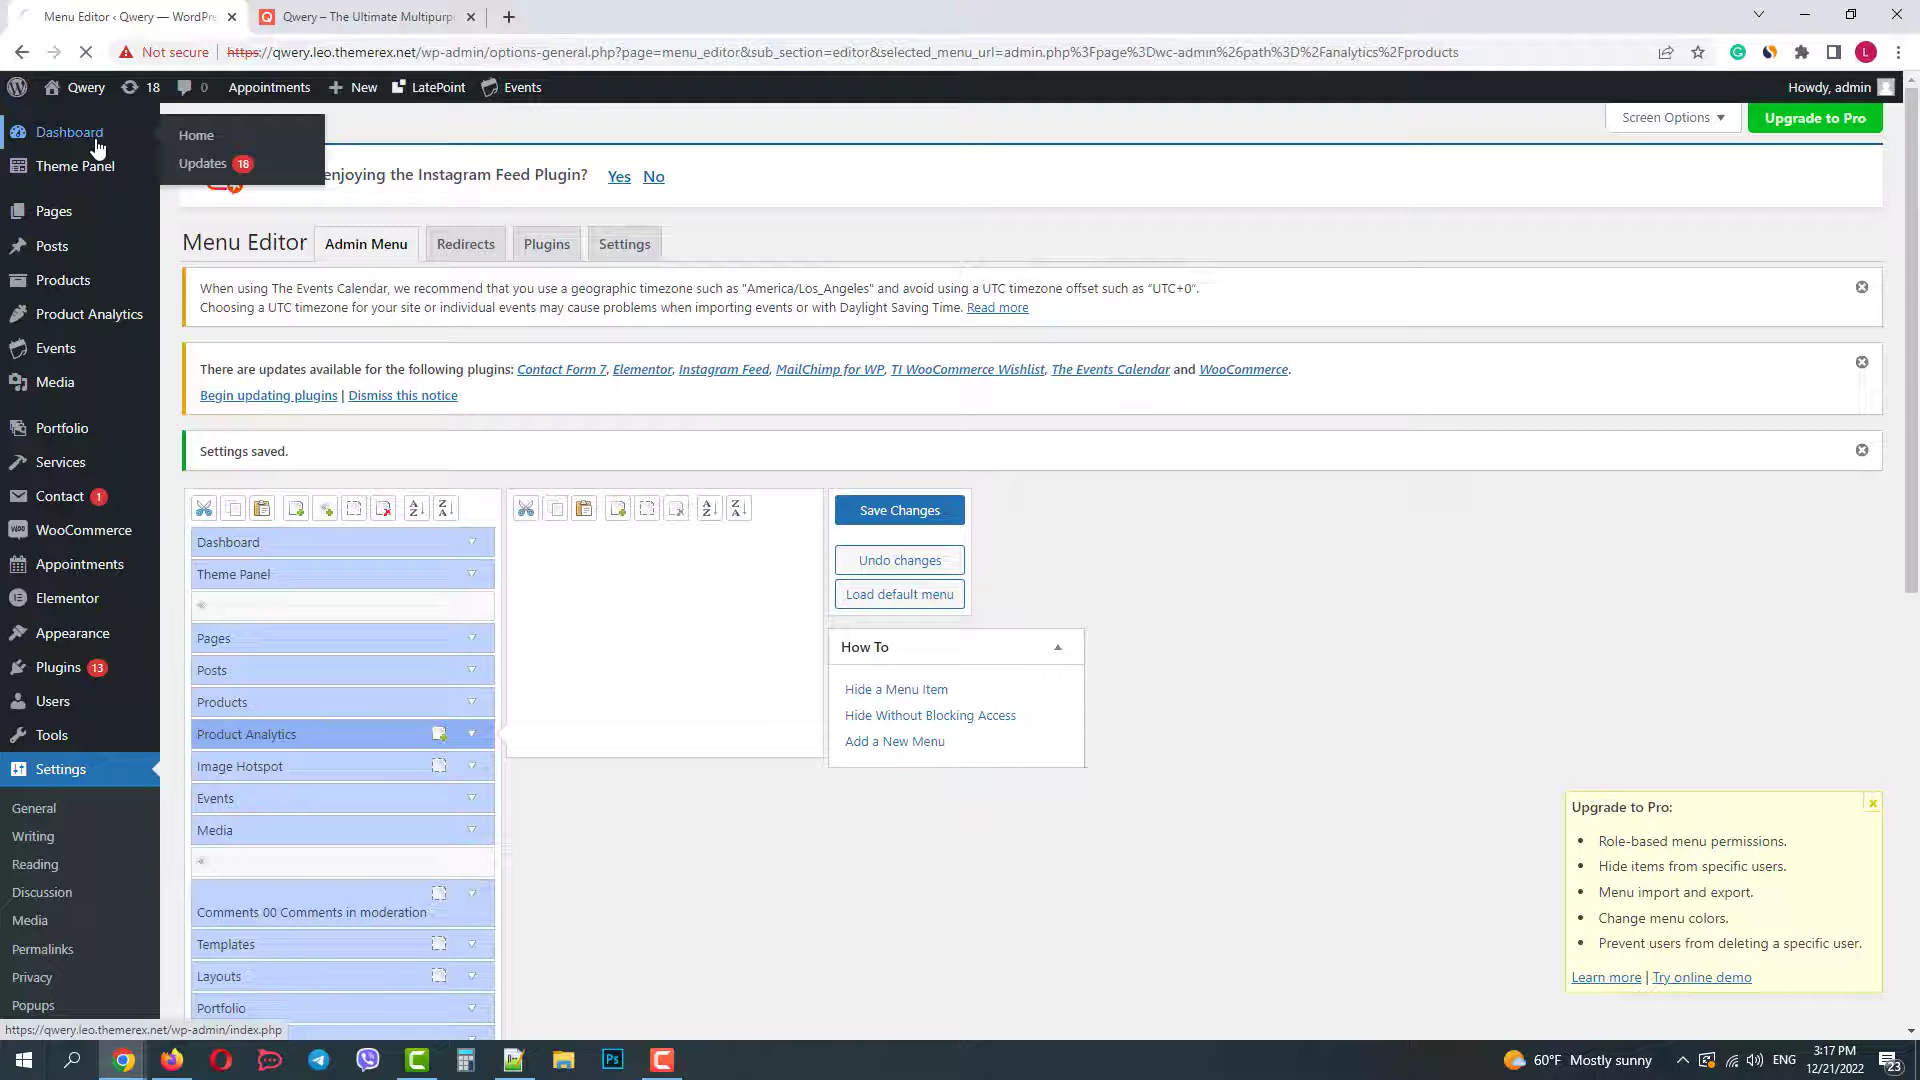 Menu Editor ‹ Qwery — WordPre
Qwery – The Ultimate Multipurpo
Not secure
https://qwery.leo.themerex.net/wp-admin/options-general.php?page=menu_editor&sub_section=editor&selected_menu_url=admin.php%3Fpage%3Dwc-admin%26path%3D%2Fanalytics%2Fproducts
L
Qwery
18
0
Appointments
New
LatePoint
Events
Howdy, admin
Dashboard
Theme Panel
Pages
Posts
Products
Product Analytics
Events
Media
Portfolio
Services
Contact 1
WooCommerce
Appointments
Elementor
Appearance
Plugins 13
Users
Tools
Settings
General
Writing
Reading
Discussion
Media
Permalinks
Privacy
Popups
Home
Updates 18
Screen Options
Upgrade to Pro
enjoying the Instagram Feed Plugin? Yes No
Menu Editor
Admin Menu
Redirects
Plugins
Settings
When using The Events Calendar, we recommend that you use a geographic timezone such as "America/Los_Angeles" and avoid using a UTC timezone offset such as “UTC+0”.
Choosing a UTC timezone for your site or individual events may cause problems when importing events or with Daylight Saving Time. Read more
There are updates available for the following plugins: Contact Form 7, Elementor, Instagram Feed, MailChimp for WP, TI WooCommerce Wishlist, The Events Calendar and WooCommerce.
Begin updating plugins | Dismiss this notice
Settings saved.
Dashboard
Theme Panel
Pages
Posts
Products
Product Analytics
Image Hotspot
Events
Media
Comments 00 Comments in moderation
Templates
Layouts
Portfolio
Save Changes
Undo changes
Load default menu
How To
Hide a Menu Item
Hide Without Blocking Access
Add a New Menu
Upgrade to Pro:
Role-based menu permissions.
Hide items from specific users.
Menu import and export.
Change menu colors.
Prevent users from deleting a specific user.
Learn more | Try online demo
https://qwery.leo.themerex.net/wp-admin/index.php
Ps
60°F Mostly sunny
ENG
3:17 PM
12/21/2022
23